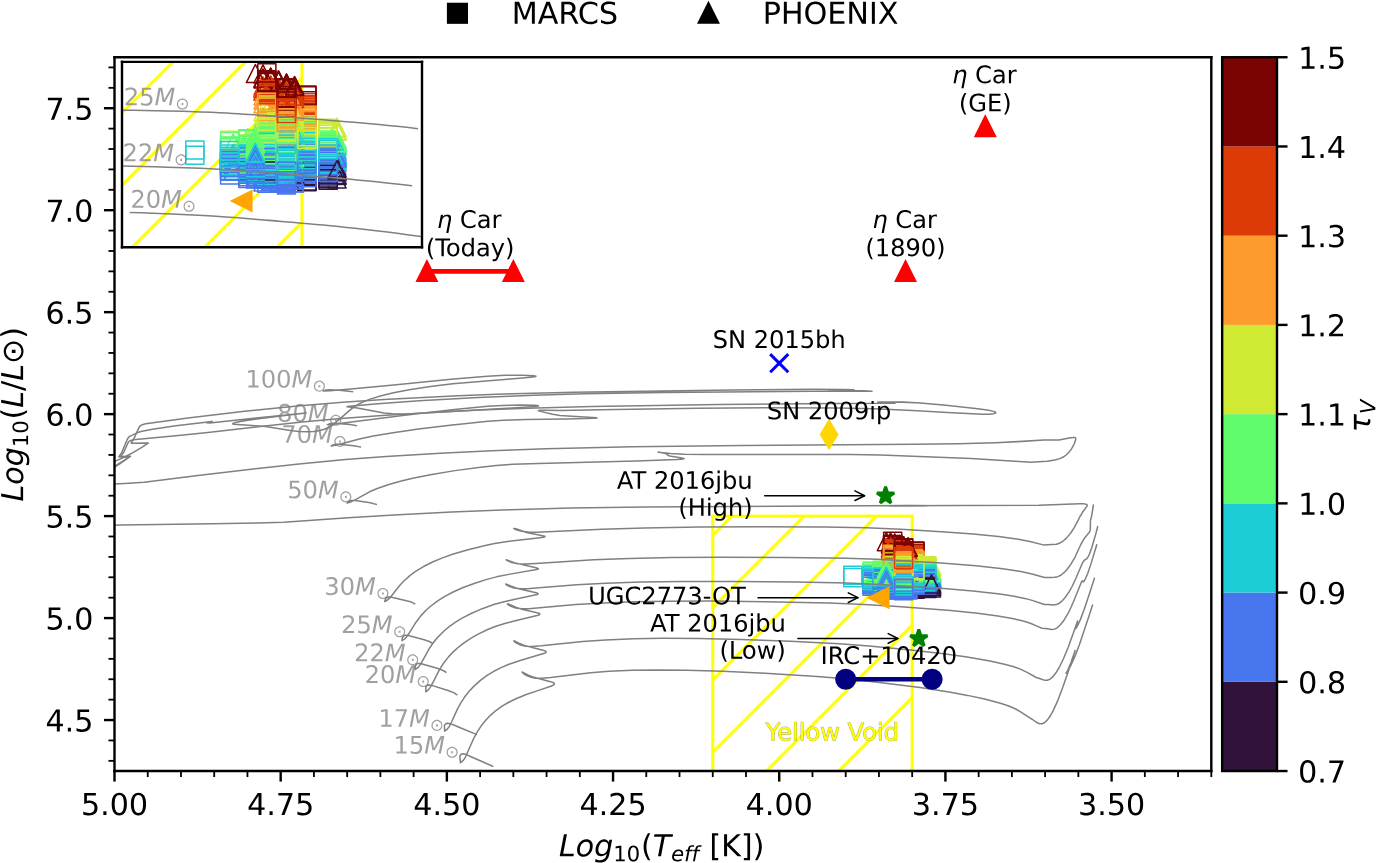 MARCS PHOENIX
25M⊙
22M⊙
20M⊙
η Car
(GE)
η Car
(Today)
η Car
(1890)
SN 2015bh
100M⊙
80M⊙
70M⊙
SN 2009ip
50M⊙
AT 2016jbu
(High)
30M⊙
UGC2773-OT
25M⊙
AT 2016jbu
(Low)
22M⊙
IRC+10420
20M⊙
17M⊙
15M⊙
Yellow Void
7.5
7.0
6.5
6.0
5.5
5.0
4.5
Log10(L/L⊙)
5.00 4.75 4.50 4.25 4.00 3.75 3.50
Log10(Teff [K])
1.5
1.4
1.3
1.2
1.1
1.0
0.9
0.8
0.7
τV